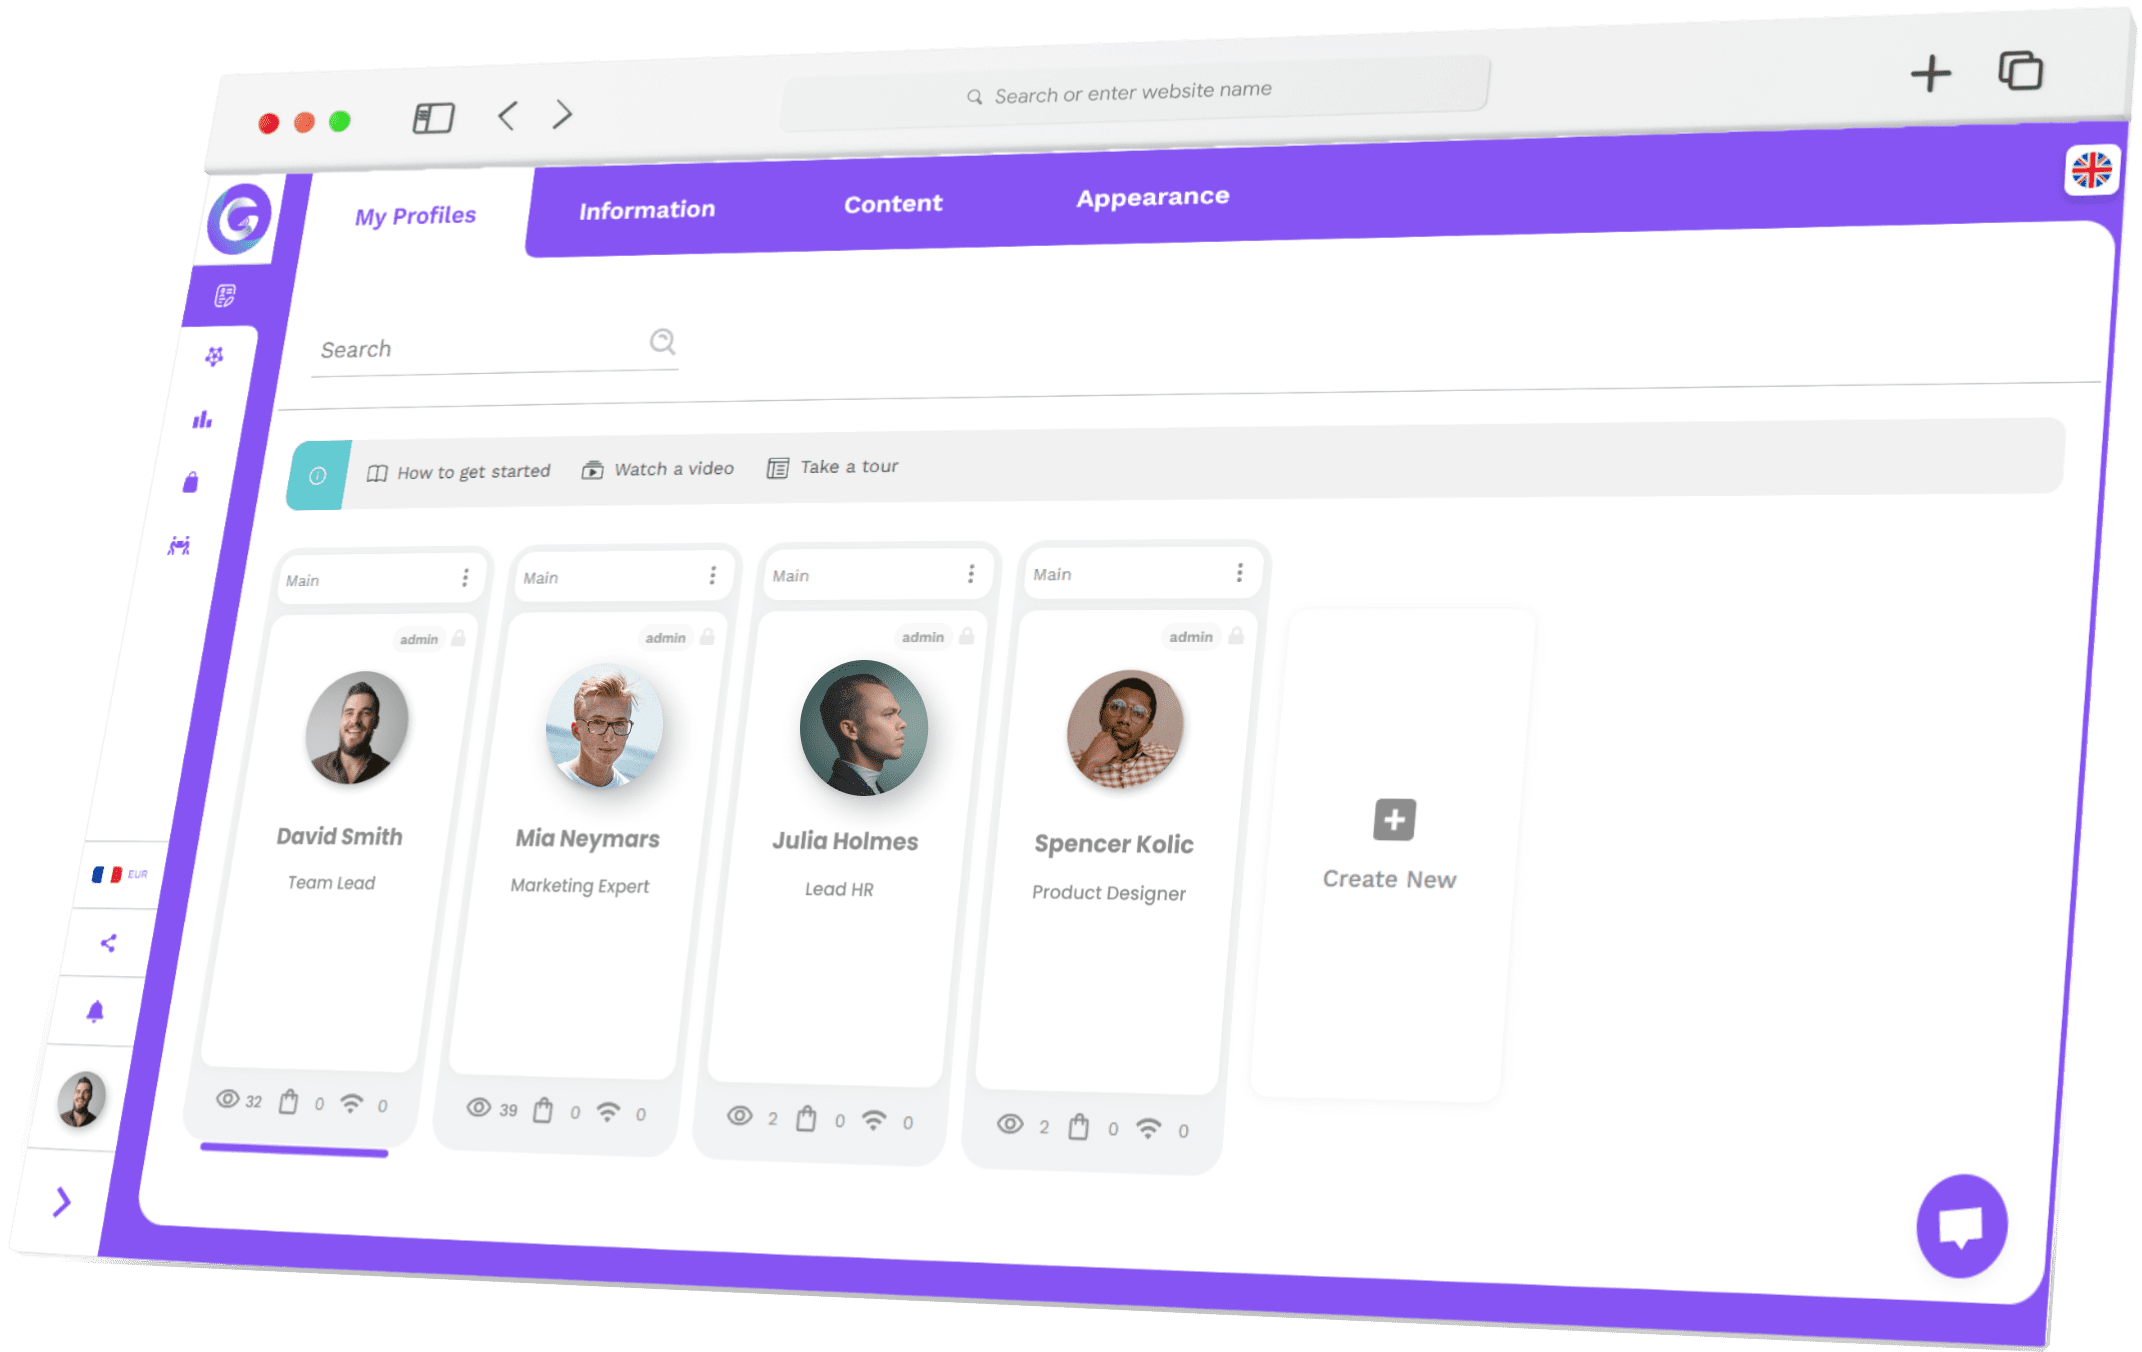 Search or enter website name
My Profiles
Information
Content
Appearance
Search
How to get started
Watch a video
Take a tour
Main
Main
Main
Main
admin
admin
admin
admin
David Smith
Team Lead
Mia Neymars
Marketing Expert
Julia Holmes
Lead HR
Spencer Kolic
Product Designer
Create New
EUR
32 0 0
39 0 0
2 0 0
2 0 0